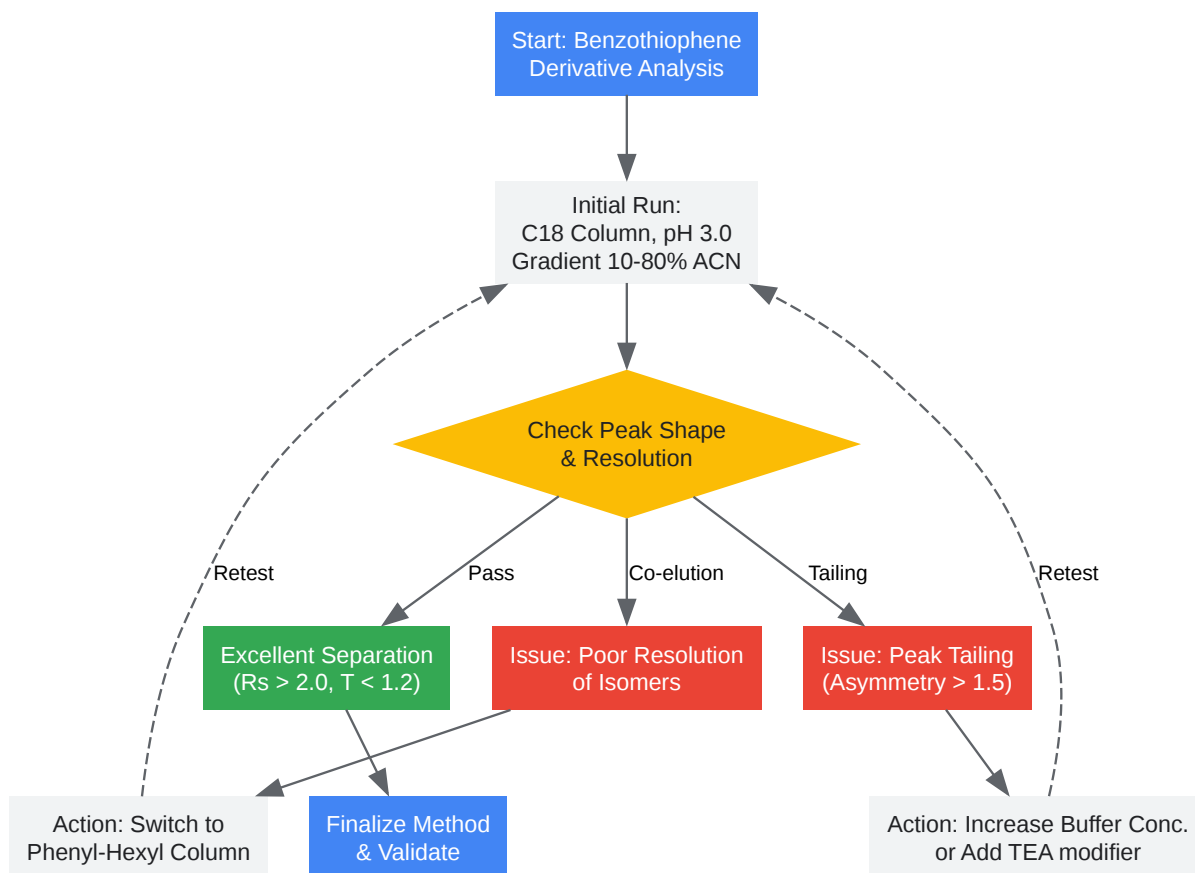 Start: Benzothiophene
Derivative Analysis
Initial Run:
C18 Column, pH 3.0
Gradient 10-80% ACN
Check Peak Shape
& Resolution
Retest
Pass
Co-elution
Tailing
Retest
Excellent Separation
(Rs > 2.0, T < 1.2)
Issue: Poor Resolution
of Isomers
Issue: Peak Tailing
(Asymmetry > 1.5)
Action: Switch to
Phenyl-Hexyl Column
Finalize Method
& Validate
Action: Increase Buffer Conc.
or Add TEA modifier